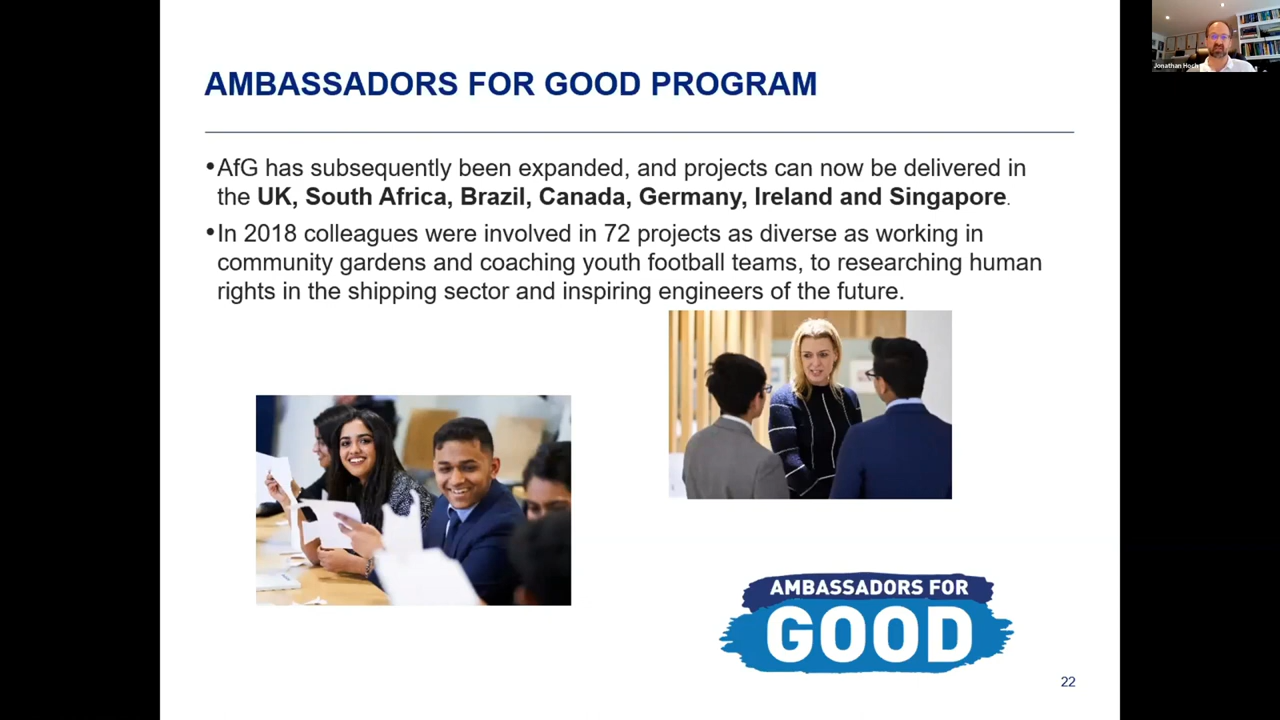 Jonathan Hoch
AMBASSADORS FOR GOOD PROGRAM
•AfG has subsequently been expanded, and projects can now be delivered in
the UK, South Africa, Brazil, Canada, Germany, Ireland and Singapore.
•In 2018 colleagues were involved in 72 projects as diverse as working in
community gardens and coaching youth football teams, to researching human
rights in the shipping sector and inspiring engineers of the future.
AMBASSADORS FOR
GOOD
22